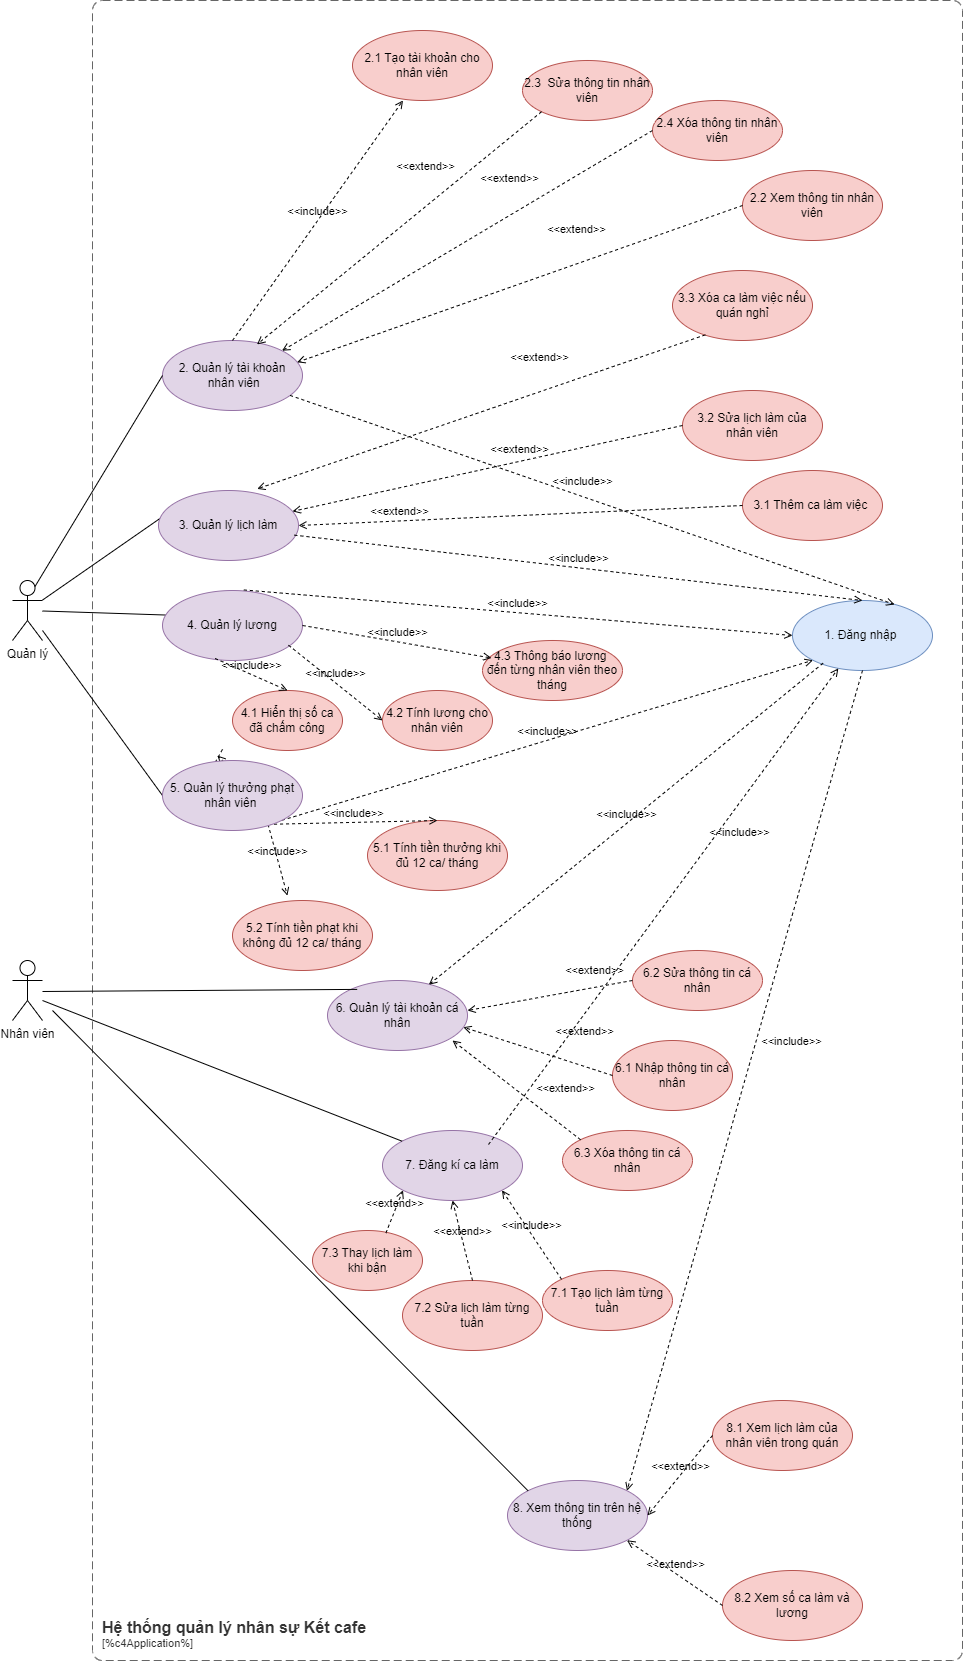 2.1 Tạo tài khoản cho
nhân viên
2.3 Sửa thông tin nhân
viên
2.4 Xóa thông tin nhân
viên
<<extend>>
<<extend>>
2.2 Xem thông tin nhân
viên
<<include>>
<<extend>>
3.3 Xóa ca làm việc nếu
quán nghỉ
<<extend>>
2. Quản lý tài khoản
nhân viên
3.2 Sửa lịch làm của
nhân viên
<<extend>>
<<include>>
3.1 Thêm ca làm việc
<<extend>>
3. Quản lý lịch làm
<<include>>
<<include>>
4. Quản lý lương
<<include>>
1. Đăng nhập
Quản lý
4.3 Thông báo lương
đến từng nhân viên theo
tháng
<<include>>
<<include>>
4.1 Hiển thị số ca
đã chấm công
4.2 Tính lương cho
nhân viên
<<include>>
5. Quản lý thưởng phạt
nhân viên
<<include>>
<<include>>
<<include>>
<<include>>
5.1 Tính tiền thưởng khi
đủ 12 ca/ tháng
5.2 Tính tiền phạt khi
không đủ 12 ca/ tháng
Nhân viên
<<extend>>
6.2 Sửa thông tin cá
nhân
6. Quản lý tài khoản cá
nhân
<<extend>>
<<include>>
6.1 Nhập thông tin cá
nhân
<<extend>>
6.3 Xóa thông tin cá
nhân
7. Đăng kí ca làm
<<extend>>
<<extend>>
<<include>>
7.3 Thay lịch làm
khi bận
7.2 Sửa lịch làm từng
tuần
7.1 Tạo lịch làm từng
tuần
8.1 Xem lịch làm của
nhân viên trong quán
<<extend>>
8. Xem thông tin trên hệ
thống
<<extend>>
8.2 Xem số ca làm và
lương
Hệ thống quản lý nhân sự Kết cafe
[%c4Application%]